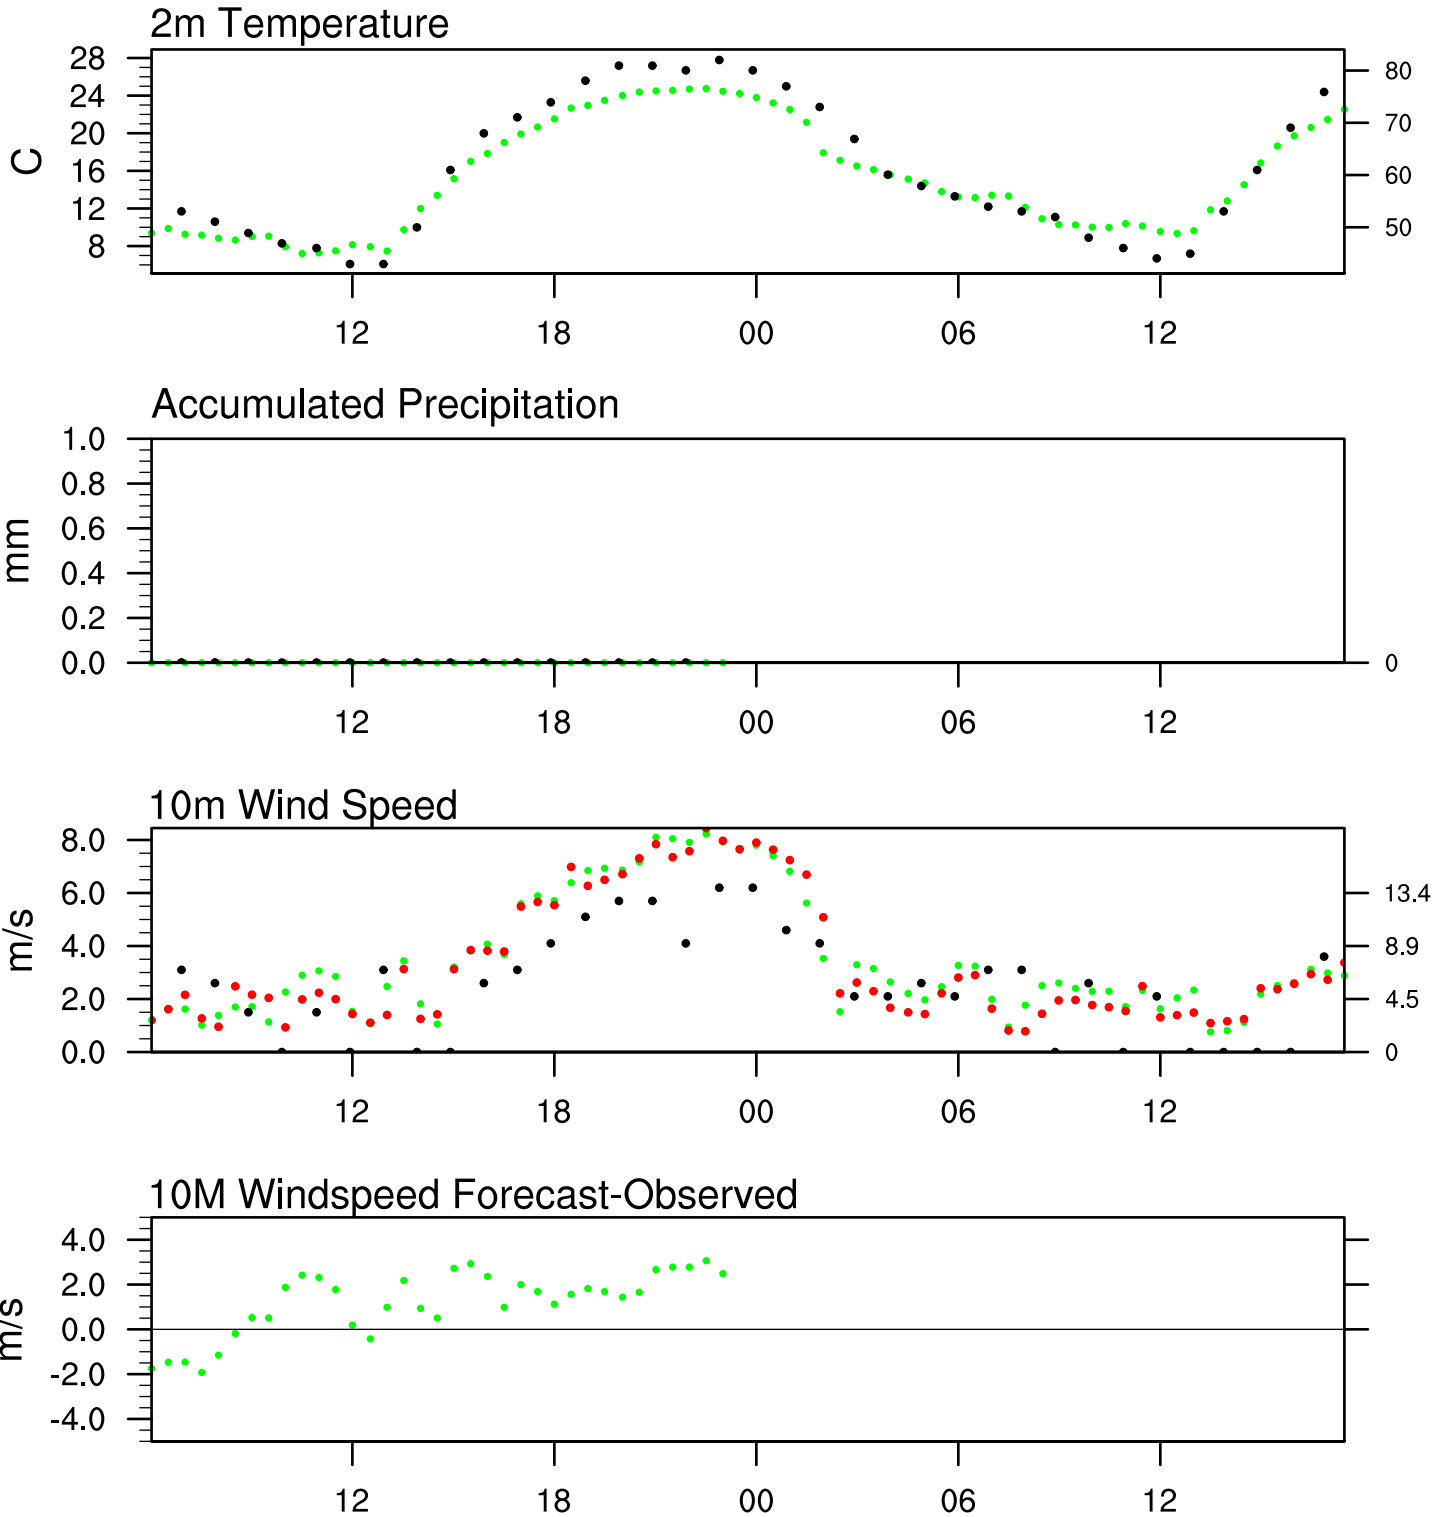 2m Temperature
28
24
20
16
12
8
C
80
70
60
50
12 18 00 06 12
Accumulated Precipitation
1.0
0.8
0.6
0.4
0.2
0.0
mm
0
12 18 00 06 12
10m Wind Speed
8.0
6.0
4.0
2.0
0.0
m/s
13.4
8.9
4.5
0
12 18 00 06 12
10M Windspeed Forecast-Observed
4.0
2.0
0.0
-2.0
-4.0
m/s
12 18 00 06 12